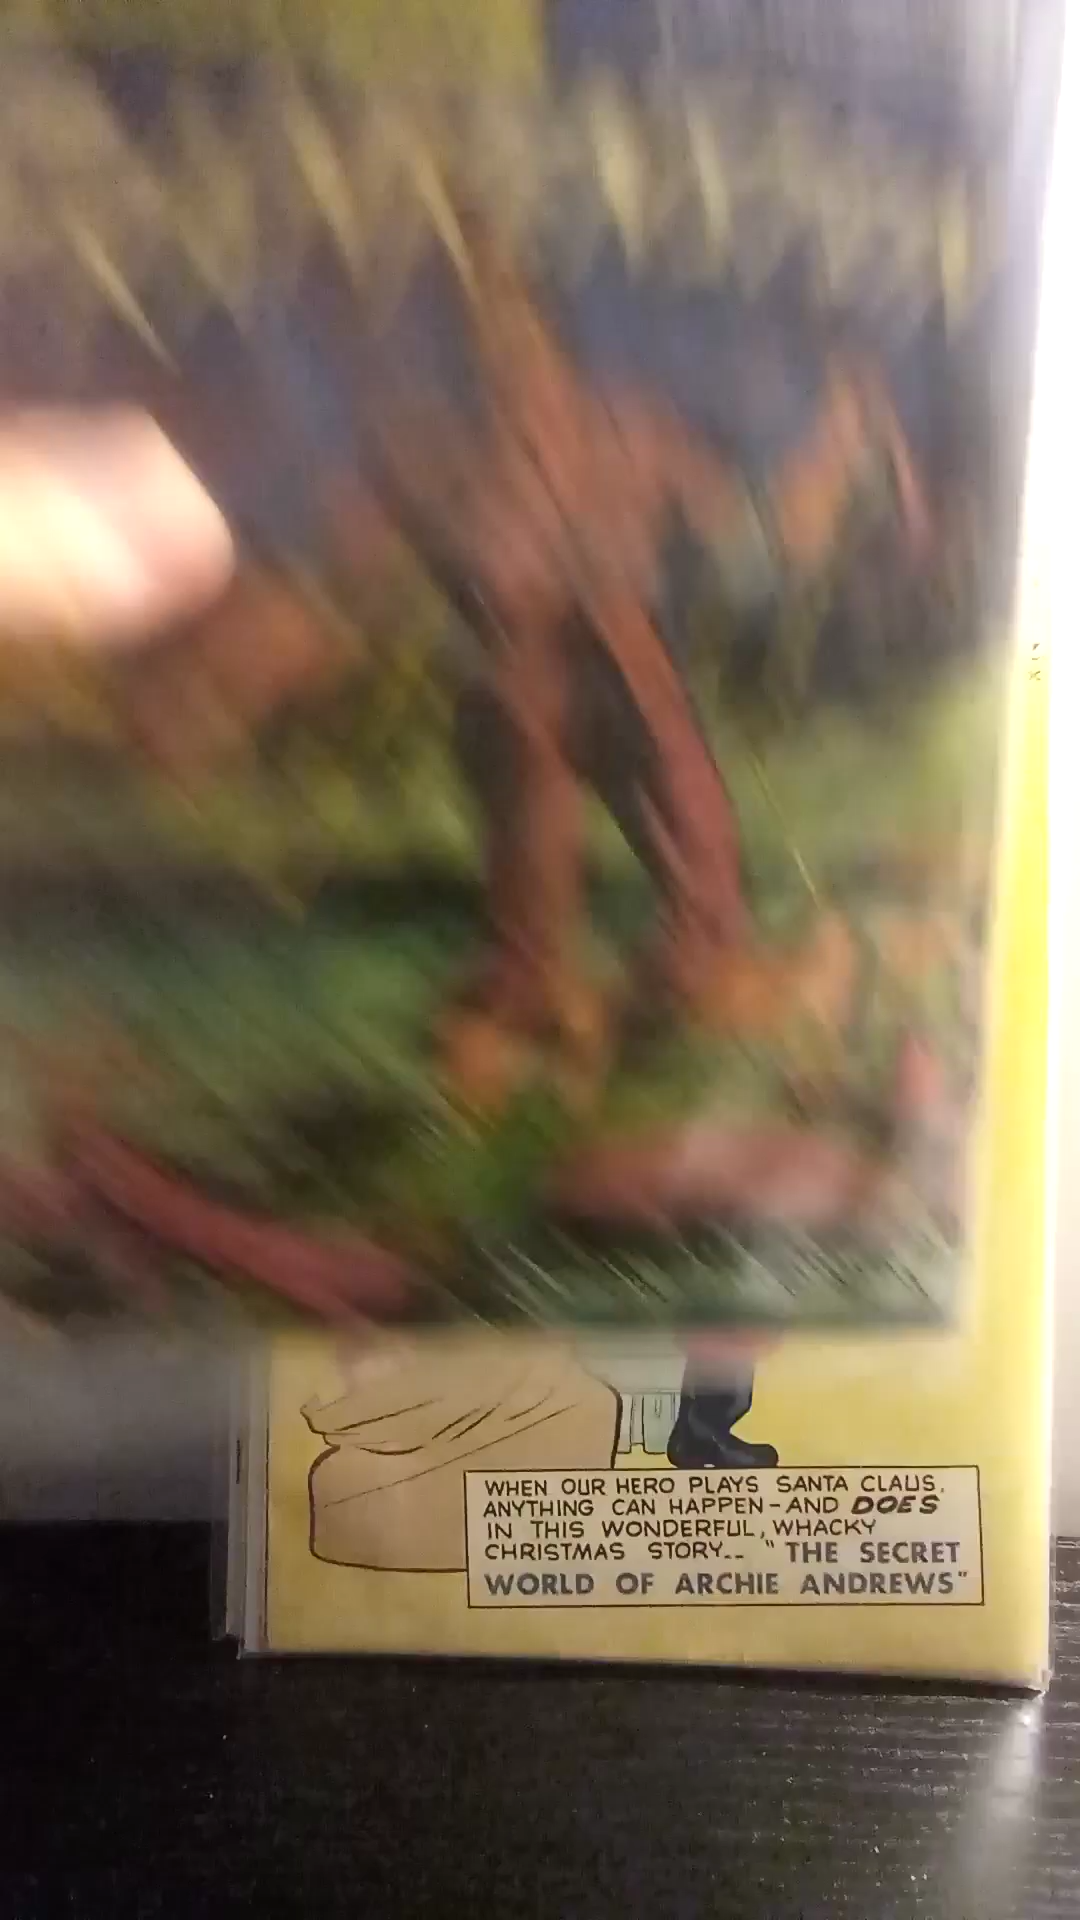 WHEN OUR HERO PLAYS SANTA CLAUS,
ANYTHING CAN HAPPEN - AND DOES
IN THIS WONDERFUL, WHACKY
CHRISTMAS STORY-- "THE SECRET
WORLD OF ARCHIE ANDREWS"